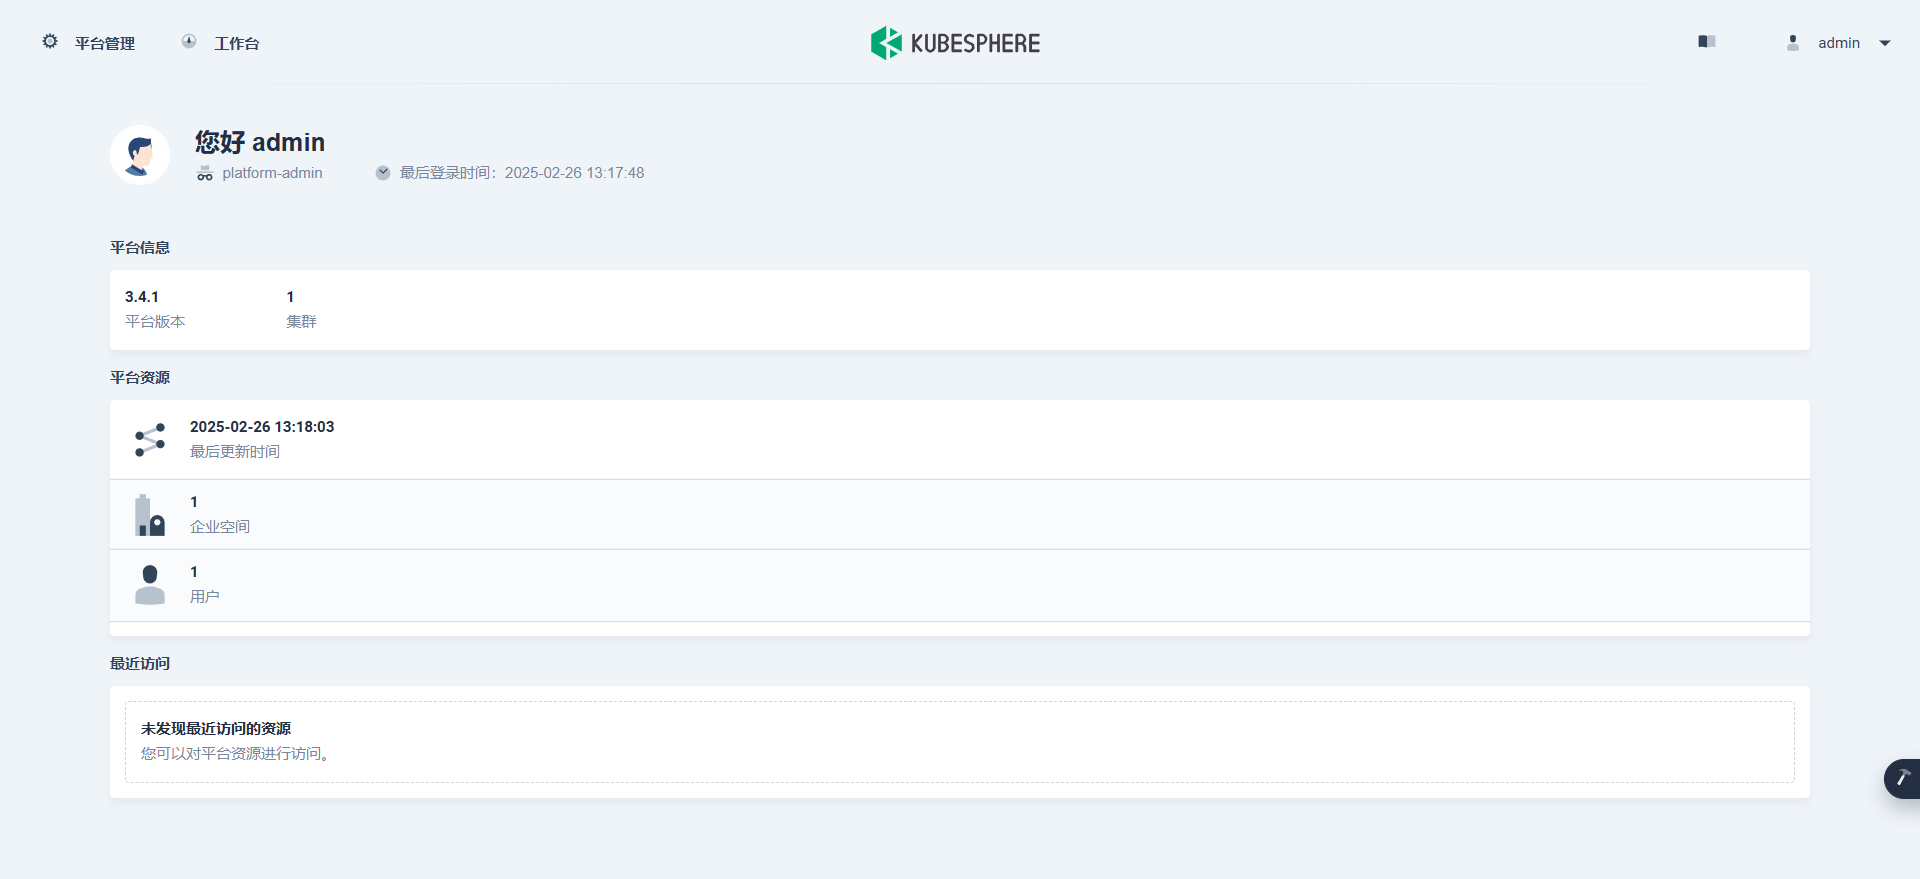 平台管理 工作台 KUBESPHERE admin
您好 admin
platform-admin 最后登录时间：2025-02-26 13:17:48
平台信息
3.4.1 1
平台版本 集群
平台资源
2025-02-26 13:18:03
最后更新时间
1
企业空间
1
用户
最近访问
未发现最近访问的资源
您可以对平台资源进行访问。